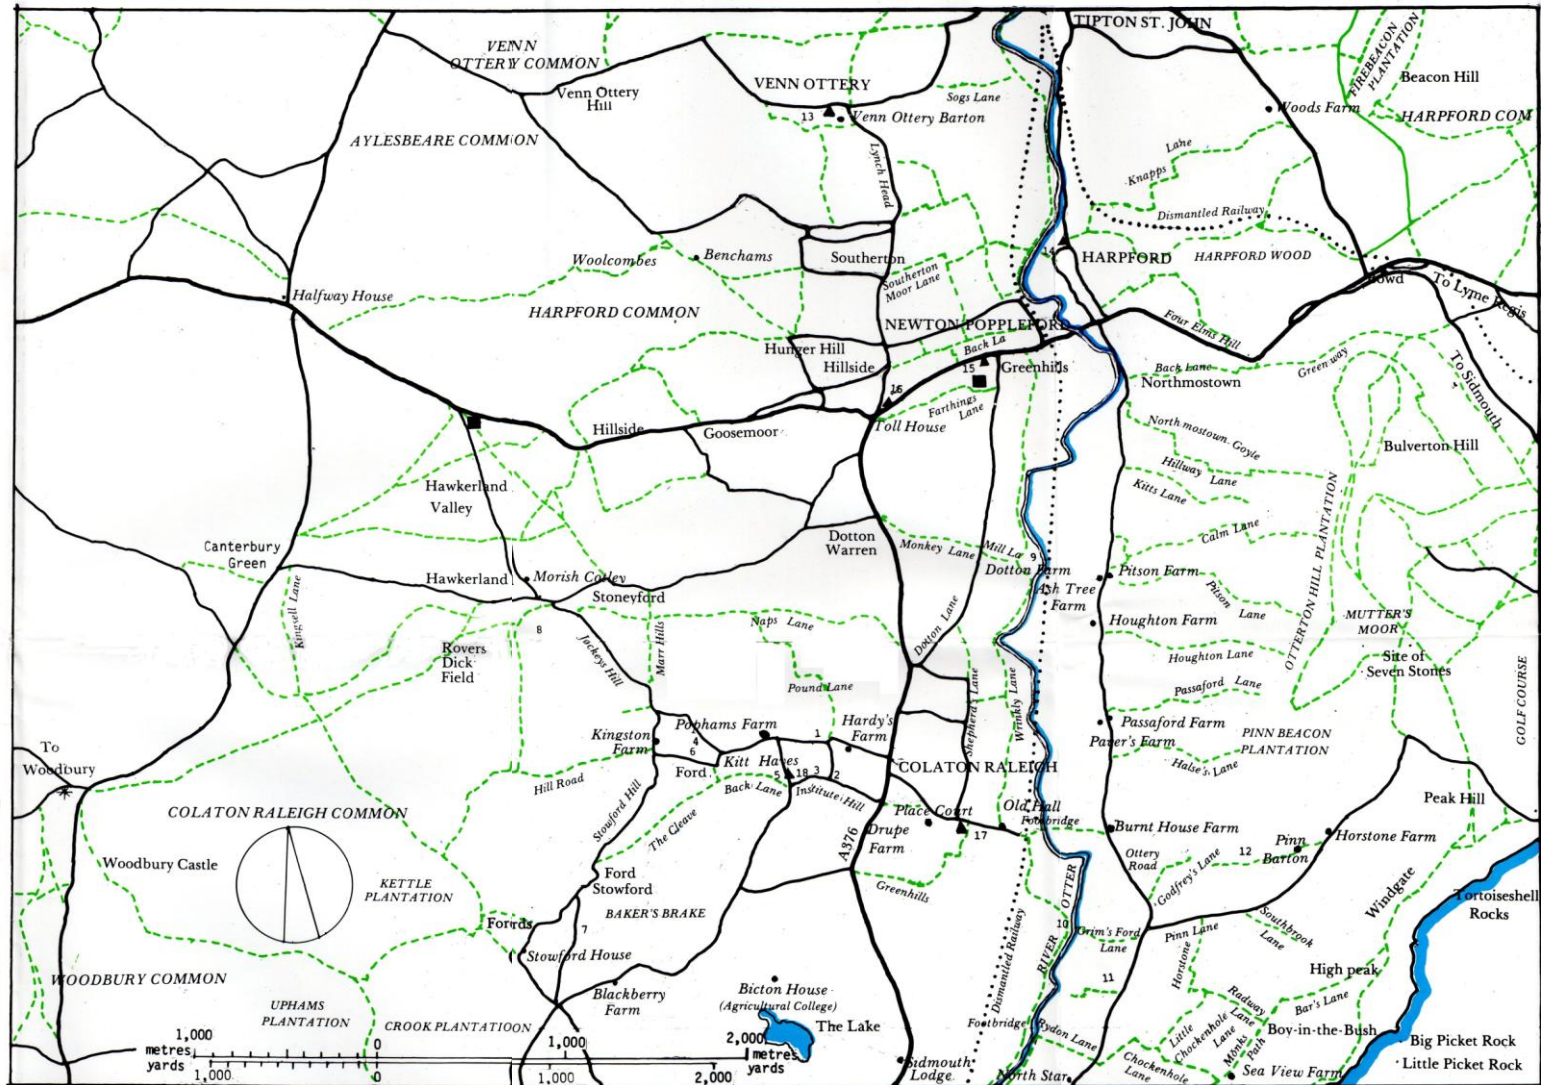 TIPTON ST. JOHN
VENN
OTTERY COMMON
FIREBEACON
PLANTATION
Beacon Hill
VENN OTTERY
Venn Ottery
Hill
Sogs Lane
Woods Farm
13
Venn Ottery Barton
HARPFORD COM
AYLESBEARE COMMON
Lynch Head
Knapps Lane
Dismantled Railway
Woolcombes
Benchams
Southerton
14
HARPFORD
HARPFORD WOOD
Southerton
Moor Lane
Bowd
To Lyme Regis
Halfway House
HARPFORD COMMON
NEWTON POPPLEFORD
Four Elms Hill
Hunger Hill
Back La
Hillside
15
Greenhills
Back Lane
Green way
To Sidmouth
Northmostown
16
Farthings
Lane
Toll House
Hillside
Goosemoor
North mostown Goyle
Bulverton Hill
Hillway
Lane
Kitts Lane
Hawkerland
Valley
OTTERTON HILL PLANTATION
Calm Lane
Canterbury
Green
Dotton
Warren
Monkey Lane
Mill La
9
Dotton Farm
Pitson Farm
Hawkerland
Morish Cotley
Stoneyford
Ash Tree
Farm
Pitson
Lane
Kingsell Lane
8
Jockeys Hill
Marr Hills
Naps Lane
Dotton Lane
Houghton Farm
MUTTER'S
MOOR
Rovers
Dick
Field
Houghton Lane
Site of
Seven Stones
Pound Lane
Shepherd's Lane
Wrinkly Lane
Passaford Lane
GOLF COURSE
Kingston
Farm
Pophams Farm
4
6
1
Hardy's
Farm
Passaford Farm
Paver's Farm
PINN BEACON
PLANTATION
To
Woodbury
Ford
Kitt Hayes
5
18
3
2
COLATON RALEIGH
Halse's Lane
Hill Road
Back Lane
Institute Hill
Peak Hill
COLATON RALEIGH COMMON
Stowford Hill
The Cleave
A376
Place Court
Old Hall
Footbridge
17
Drupe
Farm
Burnt House Farm
Horstone Farm
Pinn
Barton
12
Ottery
Road
Godfrey's Lane
Woodbury Castle
Ford
Stowford
KETTLE
PLANTATION
Greenhills
Windgate
Tortoiseshell
Rocks
BAKER'S BRAKE
Fords
7
Dismantled Railway
RIVER OTTER
10
Grim's Ford
Lane
Pinn Lane
Southbrook
Lane
Stowford House
Horstone
11
High peak
WOODBURY COMMON
Blackberry
Farm
Bicton House
(Agricultural College)
Radway
Lane
Bar's Lane
UPHAMS
PLANTATION
CROOK PLANTATIOON
The Lake
Footbridge
Rydon Lane
Little
Chockenhole
Lane
Monks
Path
Boy-in-the-Bush
Big Picket Rock
Little Picket Rock
1,000
0
1,000
2,000
metres
metres
yards
yards
1,000
0
1,000
2,000
Sidmouth
Lodge
North Star
Chockenhole
Lane
Sea View Farm